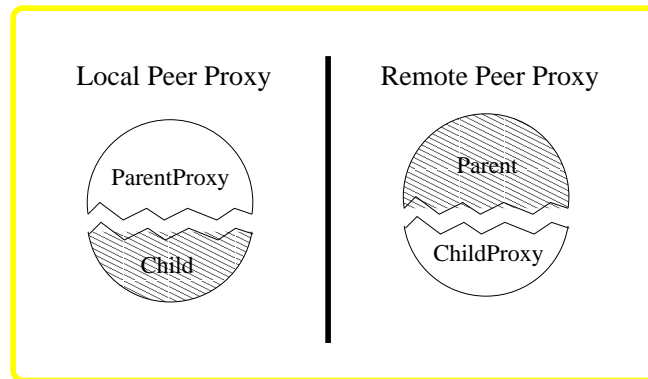 Local Peer Proxy
Remote Peer Proxy
ParentProxy
Child
Parent
ChildProxy